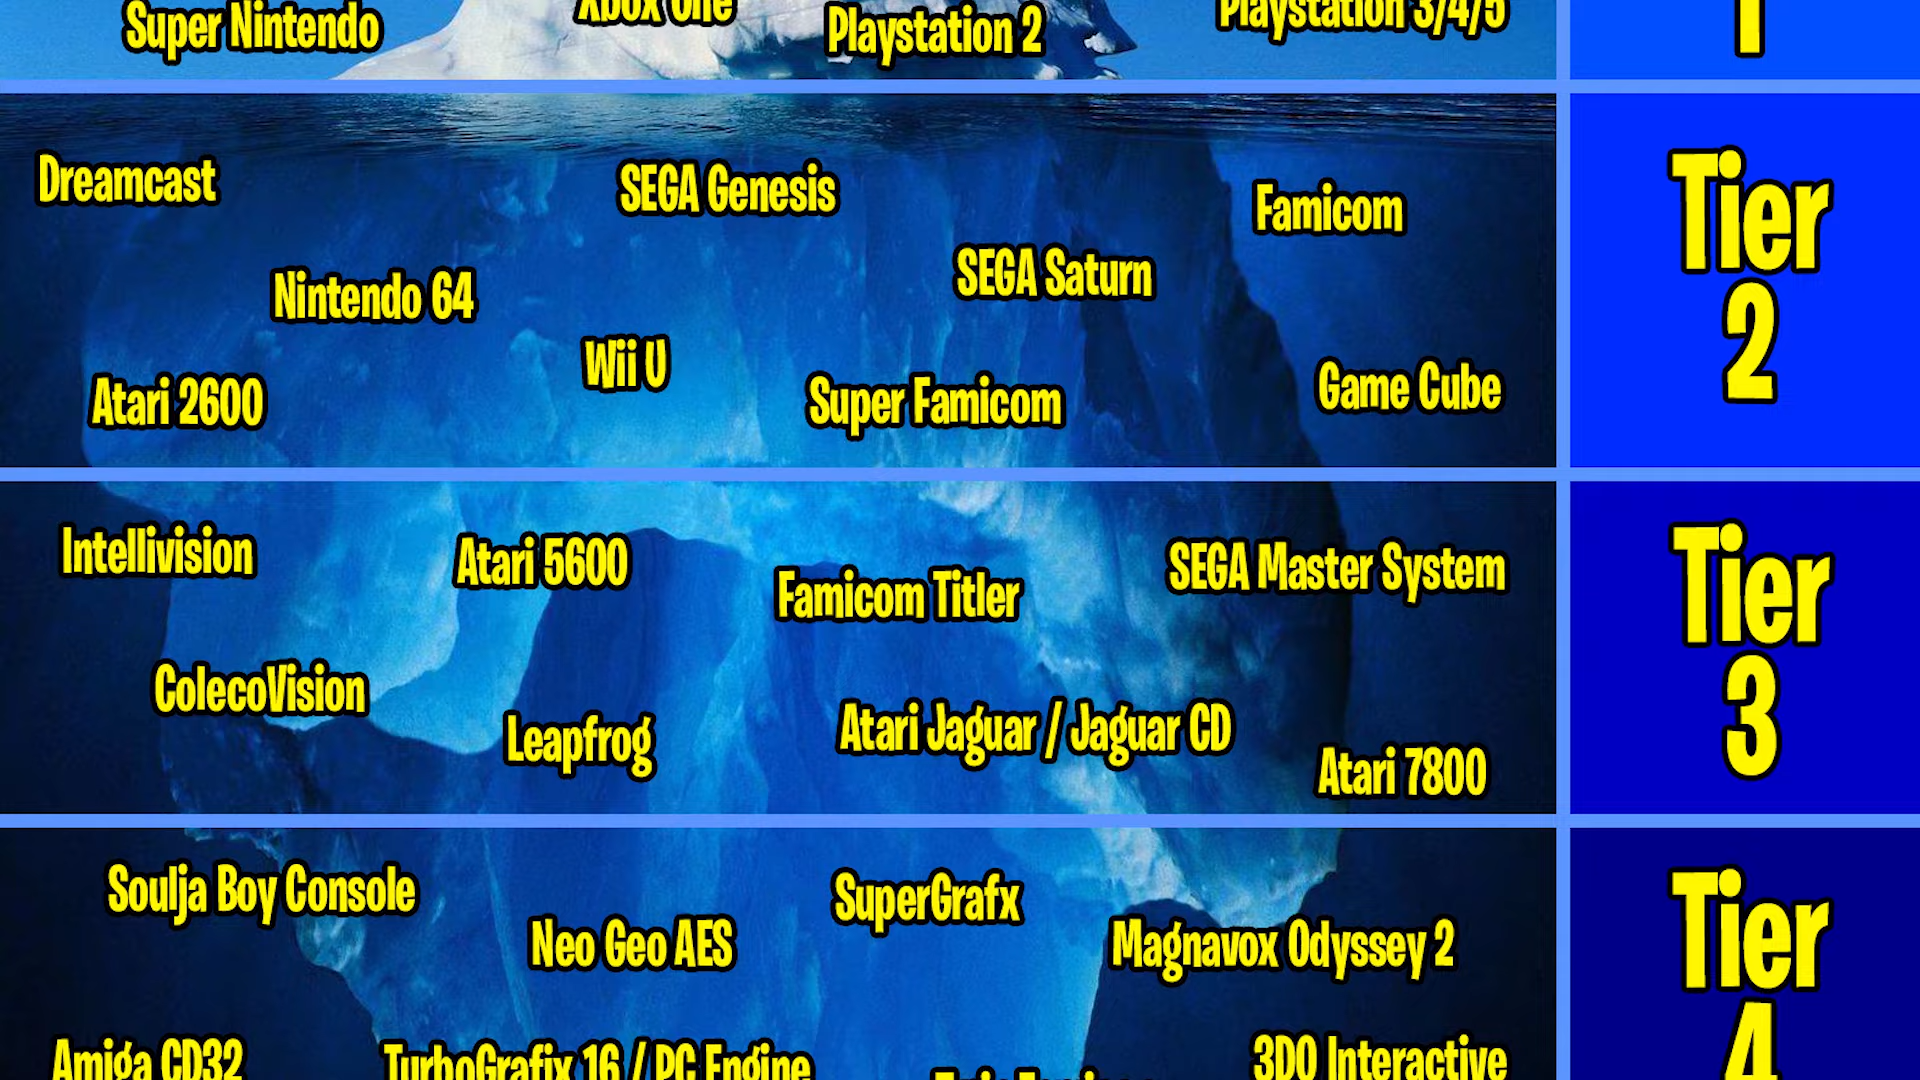 Super Nintendo
Xbox One
Playstation 2
Playstation 3/4/5
1
Dreamcast
SEGA Genesis
Famicom
SEGA Saturn
Nintendo 64
Wii U
Game Cube
Atari 2600
Super Famicom
Tier
2
Intellivision
Atari 5600
Famicom Titler
SEGA Master System
ColecoVision
Leapfrog
Atari Jaguar / Jaguar CD
Atari 7800
Tier
3
Soulja Boy Console
SuperGrafx
Neo Geo AES
Magnavox Odyssey 2
Amiga CD32
TurboGrafix 16 / PC Engine
3DO Interactive
Tier
4